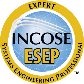 EXPERT
INCOSE
ESEP
SYSTEMS ENGINEERING PROFESSIONAL